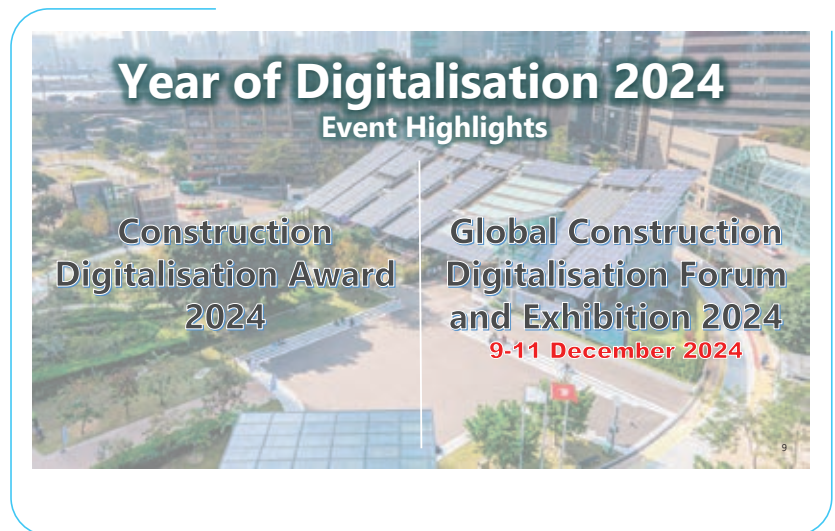 Year of Digitalisation 2024
Event Highlights
Construction
Digitalisation Award
2024
Global Construction
Digitalisation Forum
and Exhibition 2024
9-11 December 2024
9